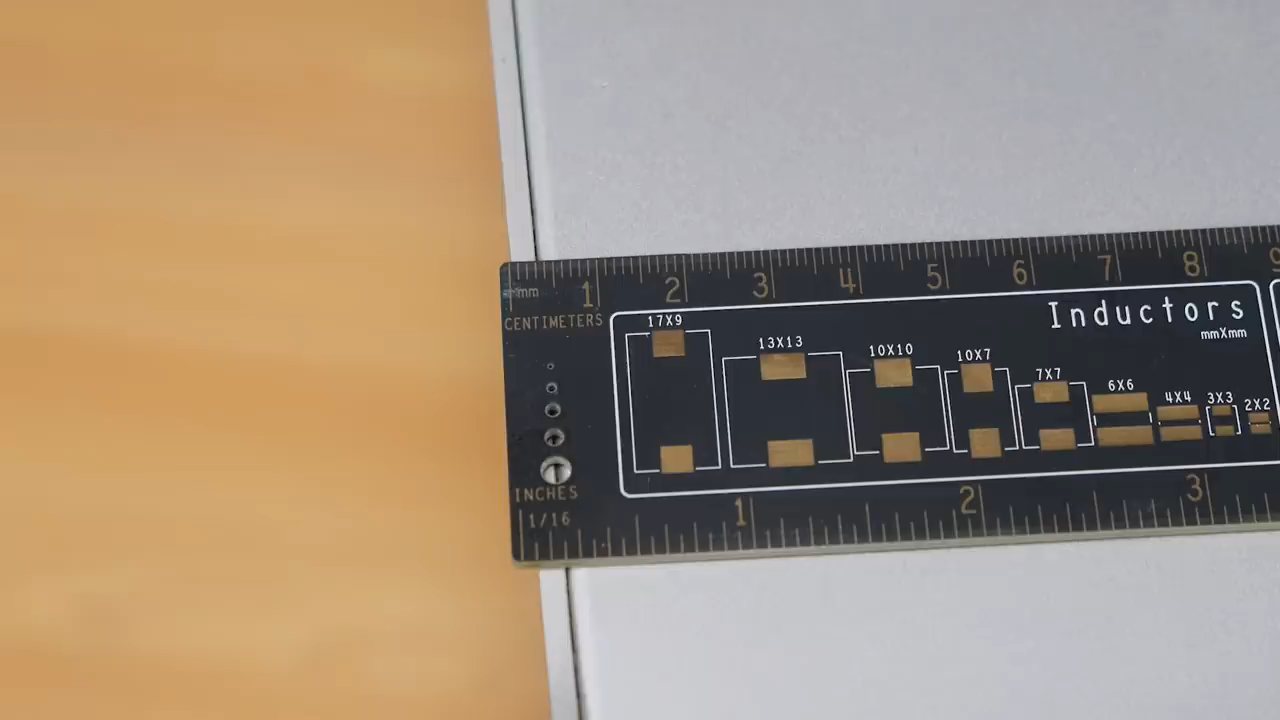 1 2 3 4 5 6 7 8 9
mm
CENTIMETERS
Inductors
mmXmm
17X9
13X13
10X10
10X7
7X7
6X6
4X4
3X3
2X2
INCHES
1/16
1 2 3